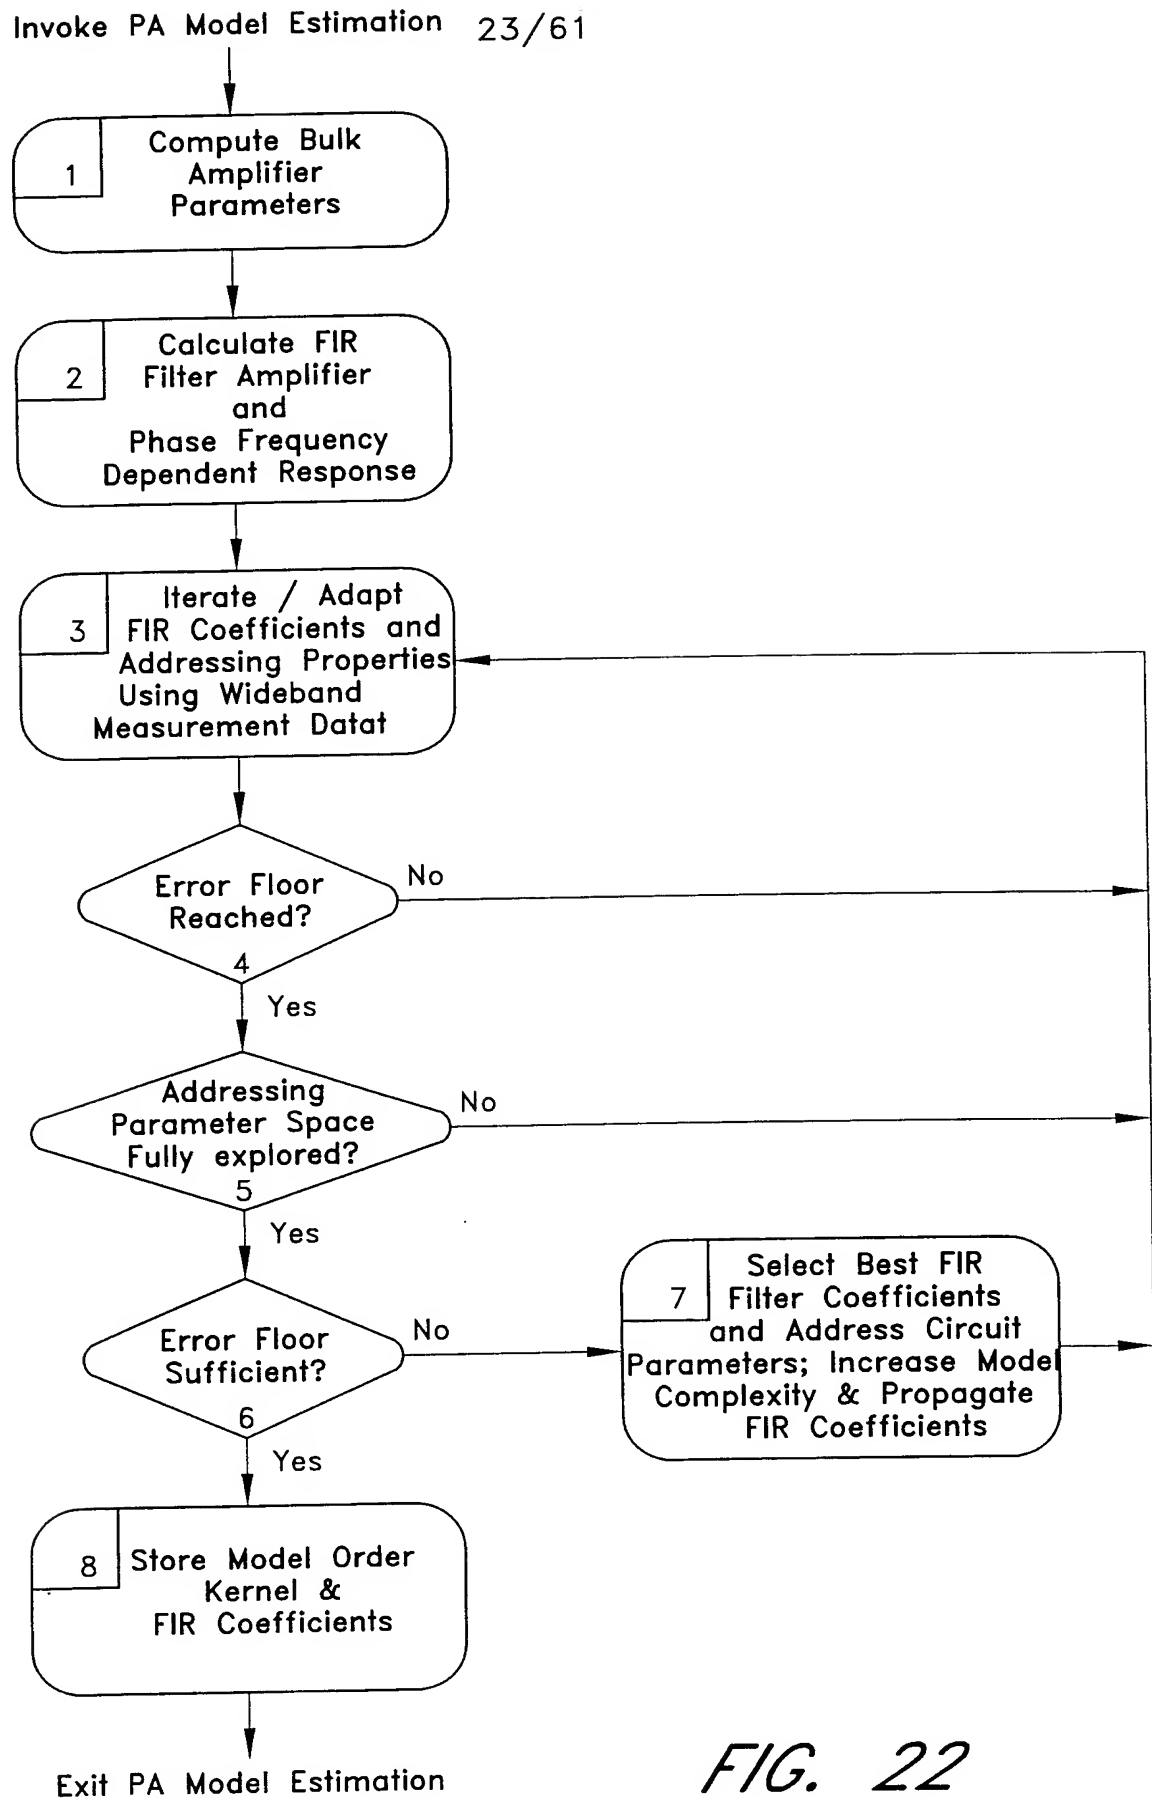 Invoke PA Model Estimation 23/61
1
Compute Bulk
Amplifier
Parameters
2
Calculate FIR
Filter Amplifier
and
Phase Frequency
Dependent Response
3
Iterate / Adapt
FIR Coefficients and
Addressing Properties
Using Wideband
Measurement Datat
Error Floor
Reached?
4
No
Yes
Addressing
Parameter Space
Fully explored?
5
No
Yes
Error Floor
Sufficient?
6
No
Yes
7
Select Best FIR
Filter Coefficients
and Address Circuit
Parameters; Increase Model
Complexity & Propagate
FIR Coefficients
8
Store Model Order
Kernel &
FIR Coefficients
Exit PA Model Estimation
FIG. 22